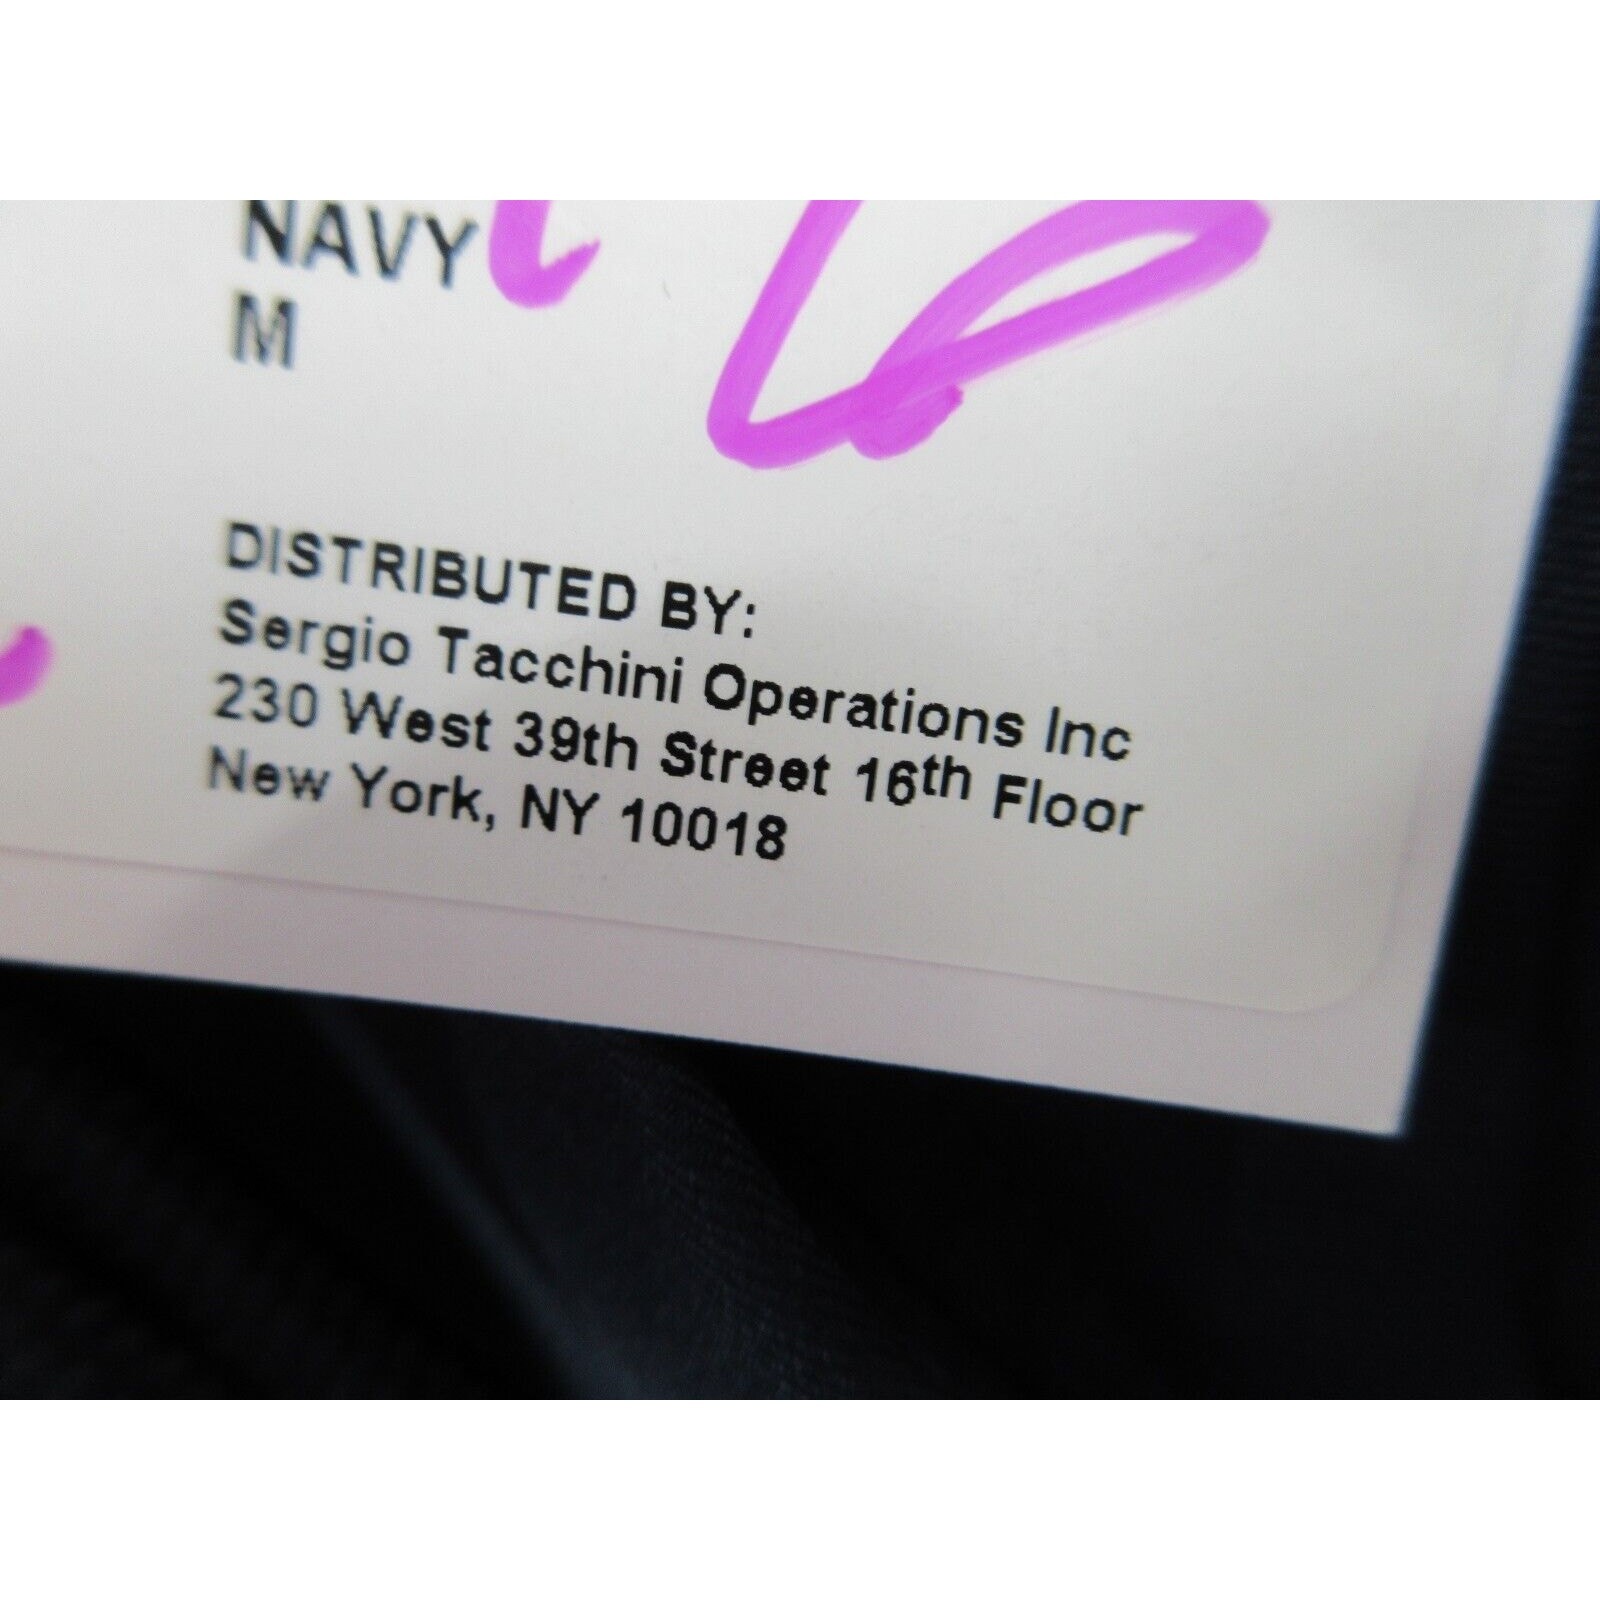 NAVY
M
DISTRIBUTED BY:
Sergio Tacchini Operations Inc
230 West 39th Street 16th Floor
New York, NY 10018